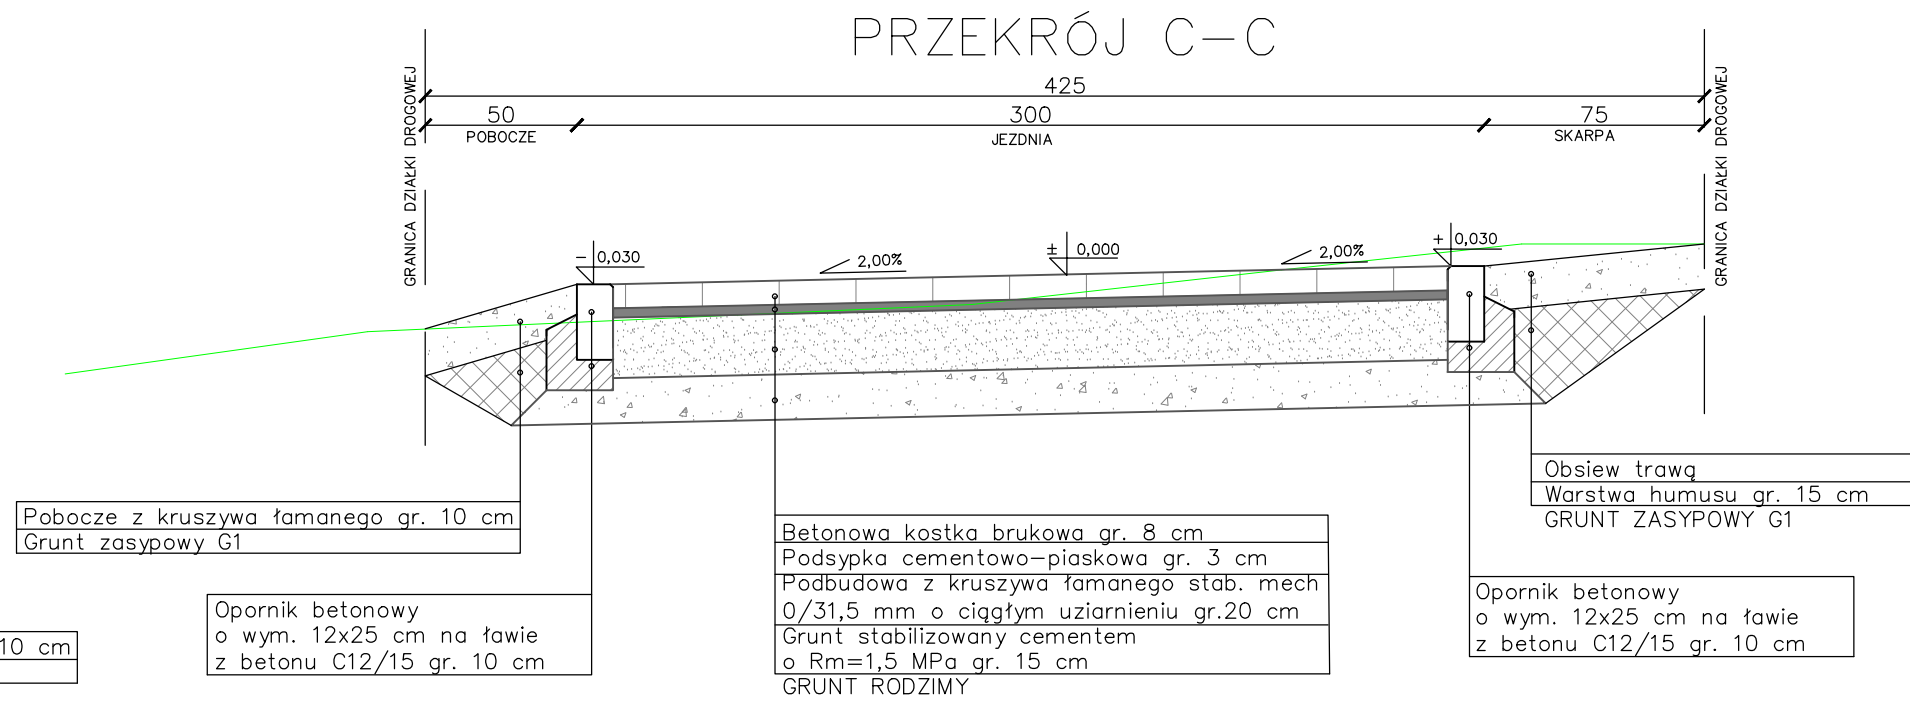 PRZEKRÓJ C-C
425
50
300
75
POBOCZE
JEZDNIA
SKARPA
GRANICA DZIAŁKI DROGOWEJ
GRANICA DZIAŁKI DROGOWEJ
- 0,030
2,00%
± 0,000
2,00%
+ 0,030
Pobocze z kruszywa łamanego gr. 10 cm
Grunt zasypowy G1
10 cm
Opornik betonowy
o wym. 12x25 cm na ławie
z betonu C12/15 gr. 10 cm
Betonowa kostka brukowa gr. 8 cm
Podsypka cementowo-piaskowa gr. 3 cm
Podbudowa z kruszywa łamanego stab. mech
0/31,5 mm o ciągłym uziarnieniu gr.20 cm
Grunt stabilizowany cementem
o Rm=1,5 MPa gr. 15 cm
GRUNT RODZIMY
Obsiew trawą
Warstwa humusu gr. 15 cm
GRUNT ZASYPOWY G1
Opornik betonowy
o wym. 12x25 cm na ławie
z betonu C12/15 gr. 10 cm